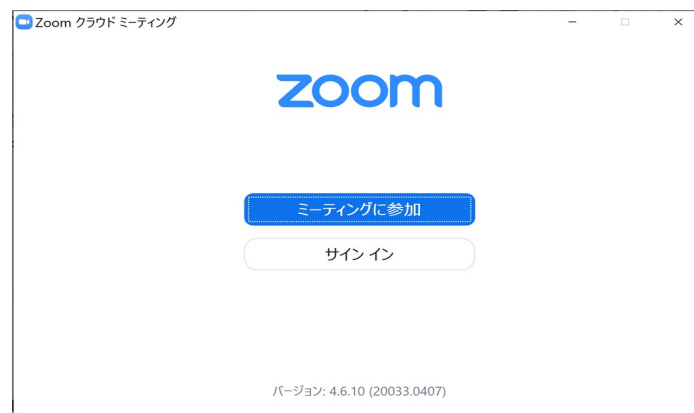 Zoom クラウド ミーティング
zoom
ミーティングに参加
サイン イン
バージョン: 4.6.10 (20033.0407)